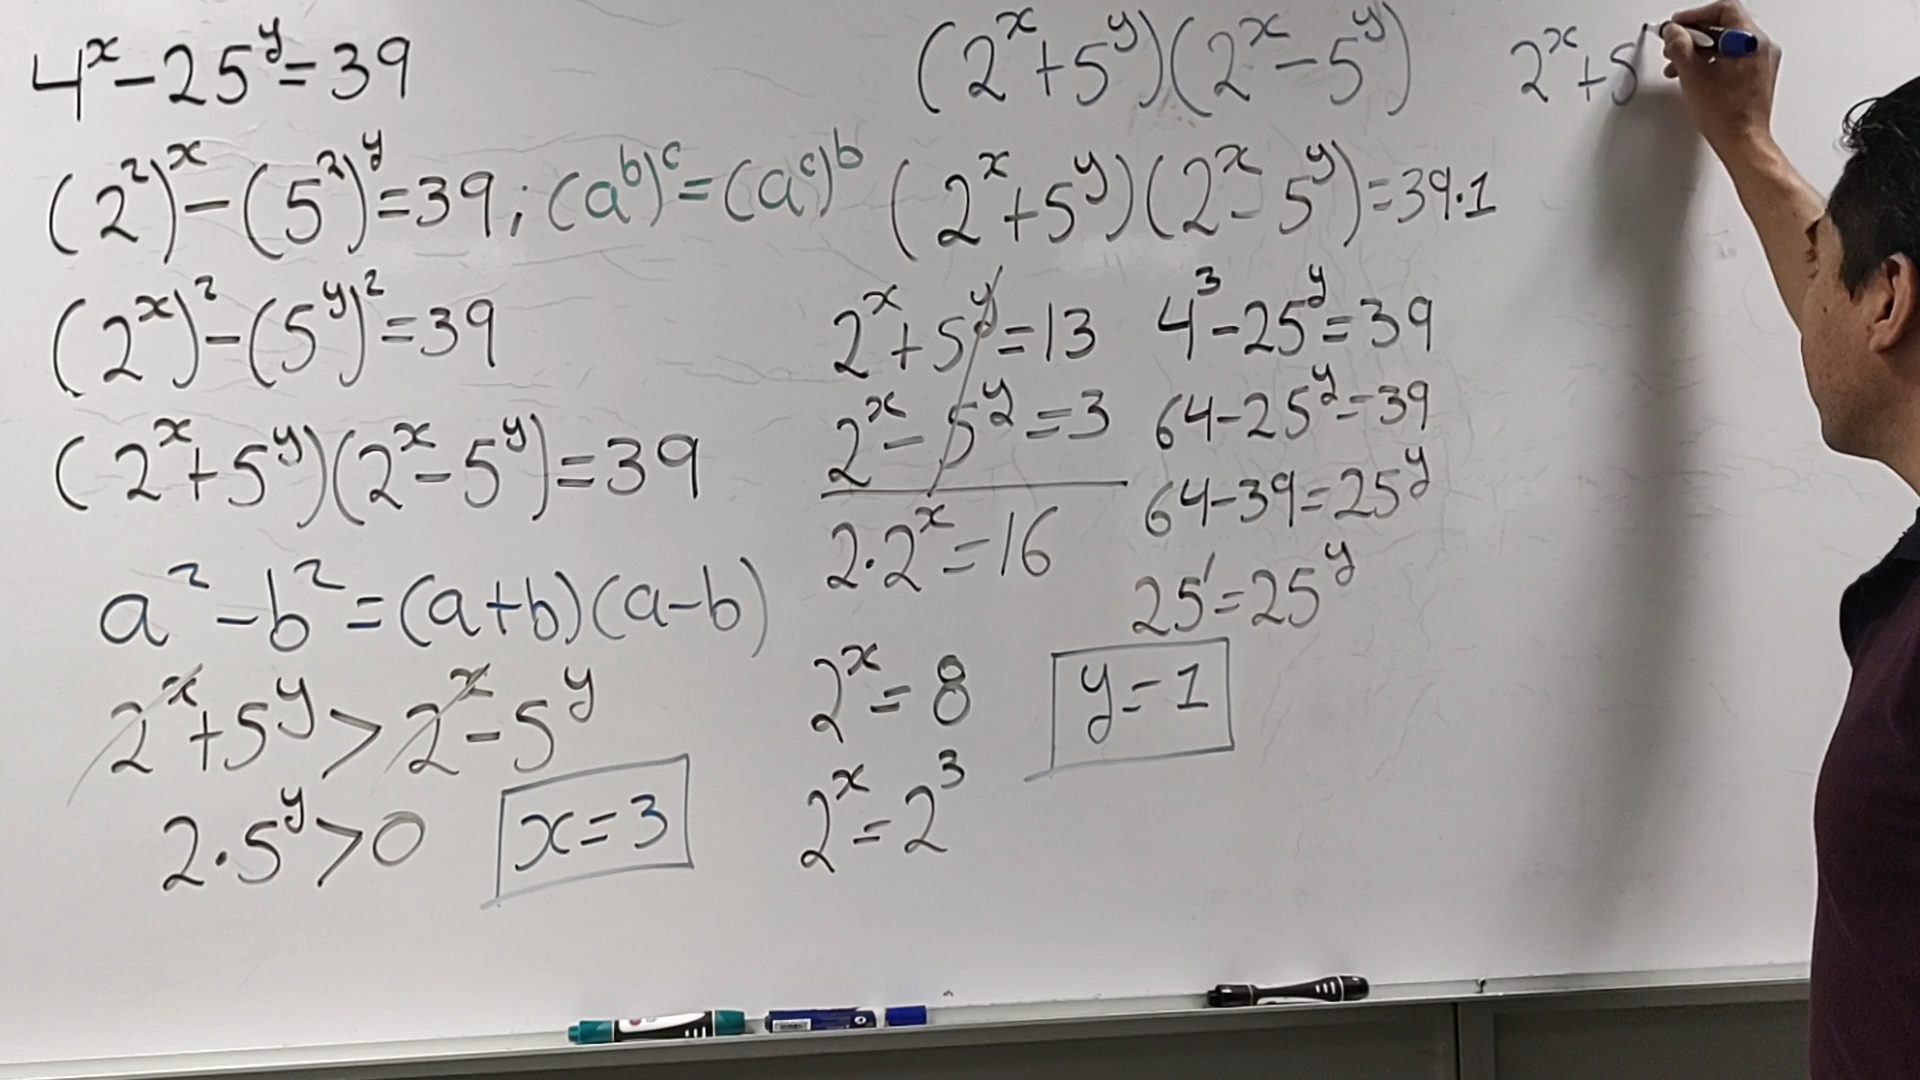 4^x - 25^y = 39
(2^2)^x - (5^2)^y = 39 ; (a^b)^c = (a^c)^b
(2^x)^2 - (5^y)^2 = 39
(2^x + 5^y)(2^x - 5^y) = 39
a^2 - b^2 = (a+b)(a-b)
2^x + 5^y > 2^x - 5^y
2·5^y > 0
x = 3
(2^x + 5^y)(2^x - 5^y)
(2^x + 5^y)(2^x - 5^y) = 39·1
2^x + 5^y = 13
2^x - 5^y = 3
2·2^x = 16
2^x = 8
2^x = 2^3
4^3 - 25^y = 39
64 - 25^y = 39
64 - 39 = 25^y
25^1 = 25^y
y = 1
2^x + 5